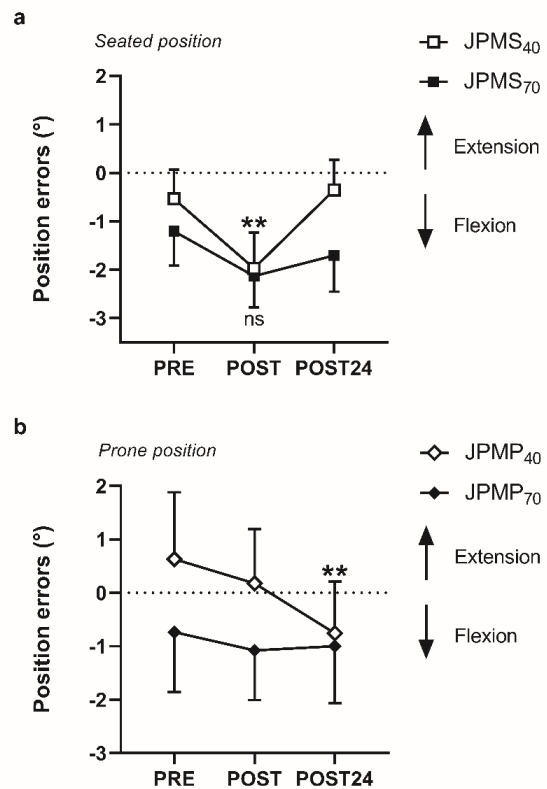 a
Seated position
JPMS₄₀
JPMS₇₀
Extension
Flexion
Position errors (°)
2
1
0
-1
-2
-3
**
ns
PRE POST POST24
b
Prone position
JPMP₄₀
JPMP₇₀
Extension
Flexion
Position errors (°)
2
1
0
-1
-2
-3
**
PRE POST POST24